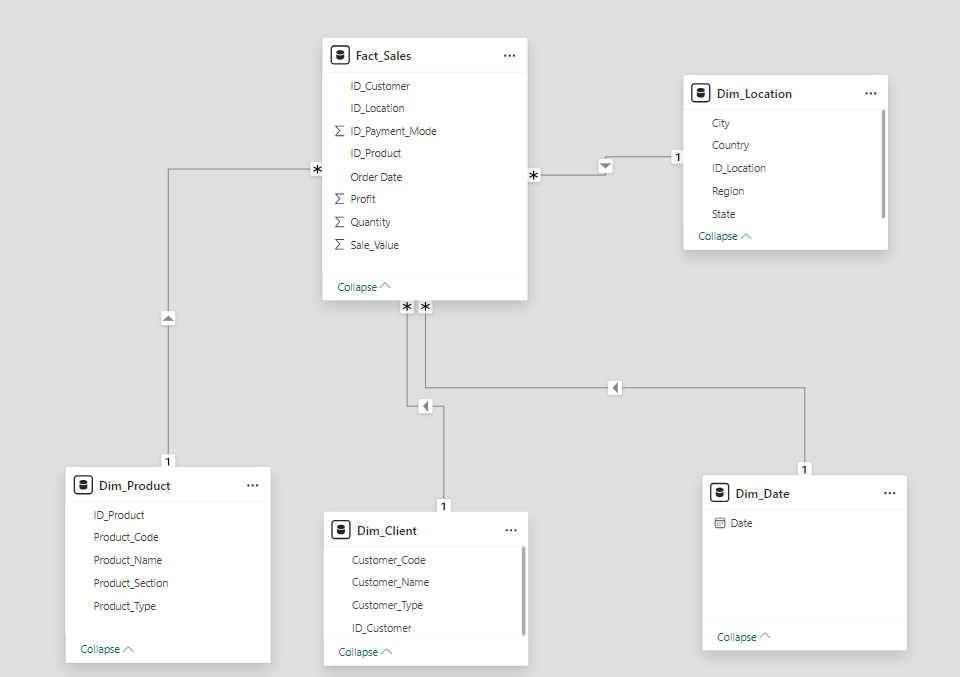 Fact_Sales
ID_Customer
ID_Location
Σ ID_Payment_Mode
ID_Product
Order Date
Σ Profit
Σ Quantity
Σ Sale_Value
Collapse
Dim_Location
City
Country
ID_Location
Region
State
Collapse
*
*
1
*
*
1
1
1
Dim_Product
ID_Product
Product_Code
Product_Name
Product_Section
Product_Type
Collapse
Dim_Client
Customer_Code
Customer_Name
Customer_Type
ID_Customer
Collapse
Dim_Date
Date
Collapse